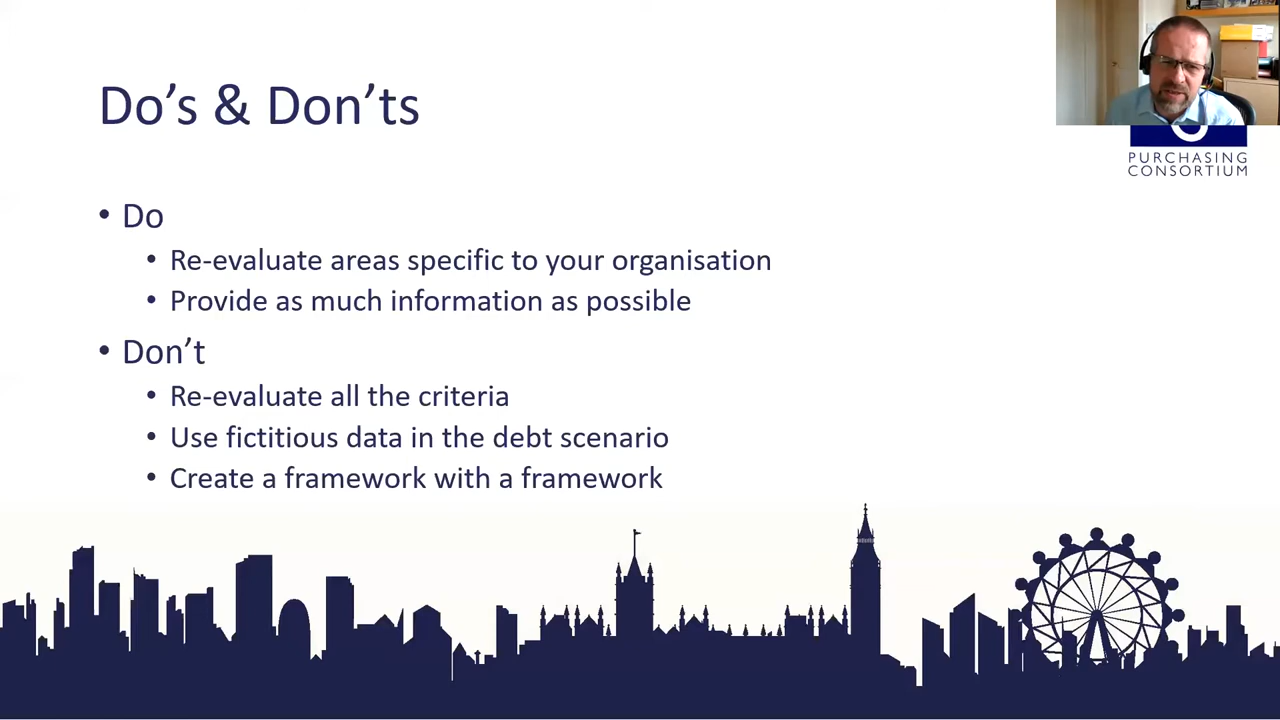 Do’s & Don’ts
PURCHASING
CONSORTIUM
• Do
• Re-evaluate areas specific to your organisation
• Provide as much information as possible
• Don’t
• Re-evaluate all the criteria
• Use fictitious data in the debt scenario
• Create a framework with a framework